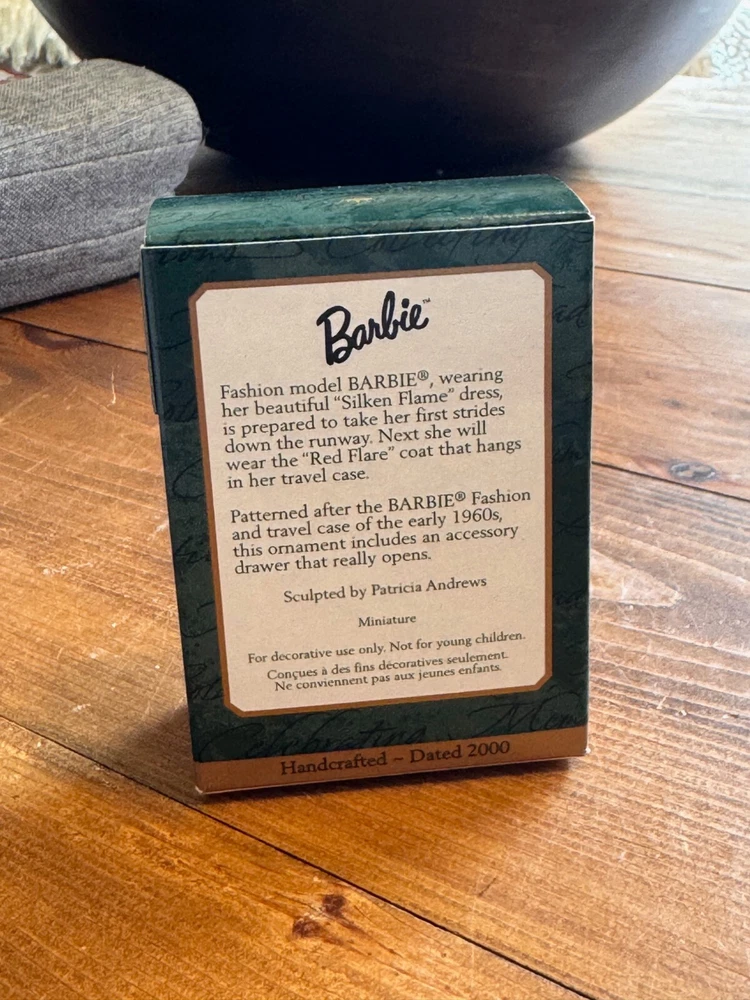 Barbie™
Fashion model BARBIE®, wearing
her beautiful “Silken Flame” dress,
is prepared to take her first strides
down the runway. Next she will
wear the “Red Flare” coat that hangs
in her travel case.
Patterned after the BARBIE® Fashion
and travel case of the early 1960s,
this ornament includes an accessory
drawer that really opens.
Sculpted by Patricia Andrews
Miniature
For decorative use only. Not for young children.
Conçues à des fins décoratives seulement.
Ne conviennent pas aux jeunes enfants.
Celebrating
Handcrafted ~ Dated 2000